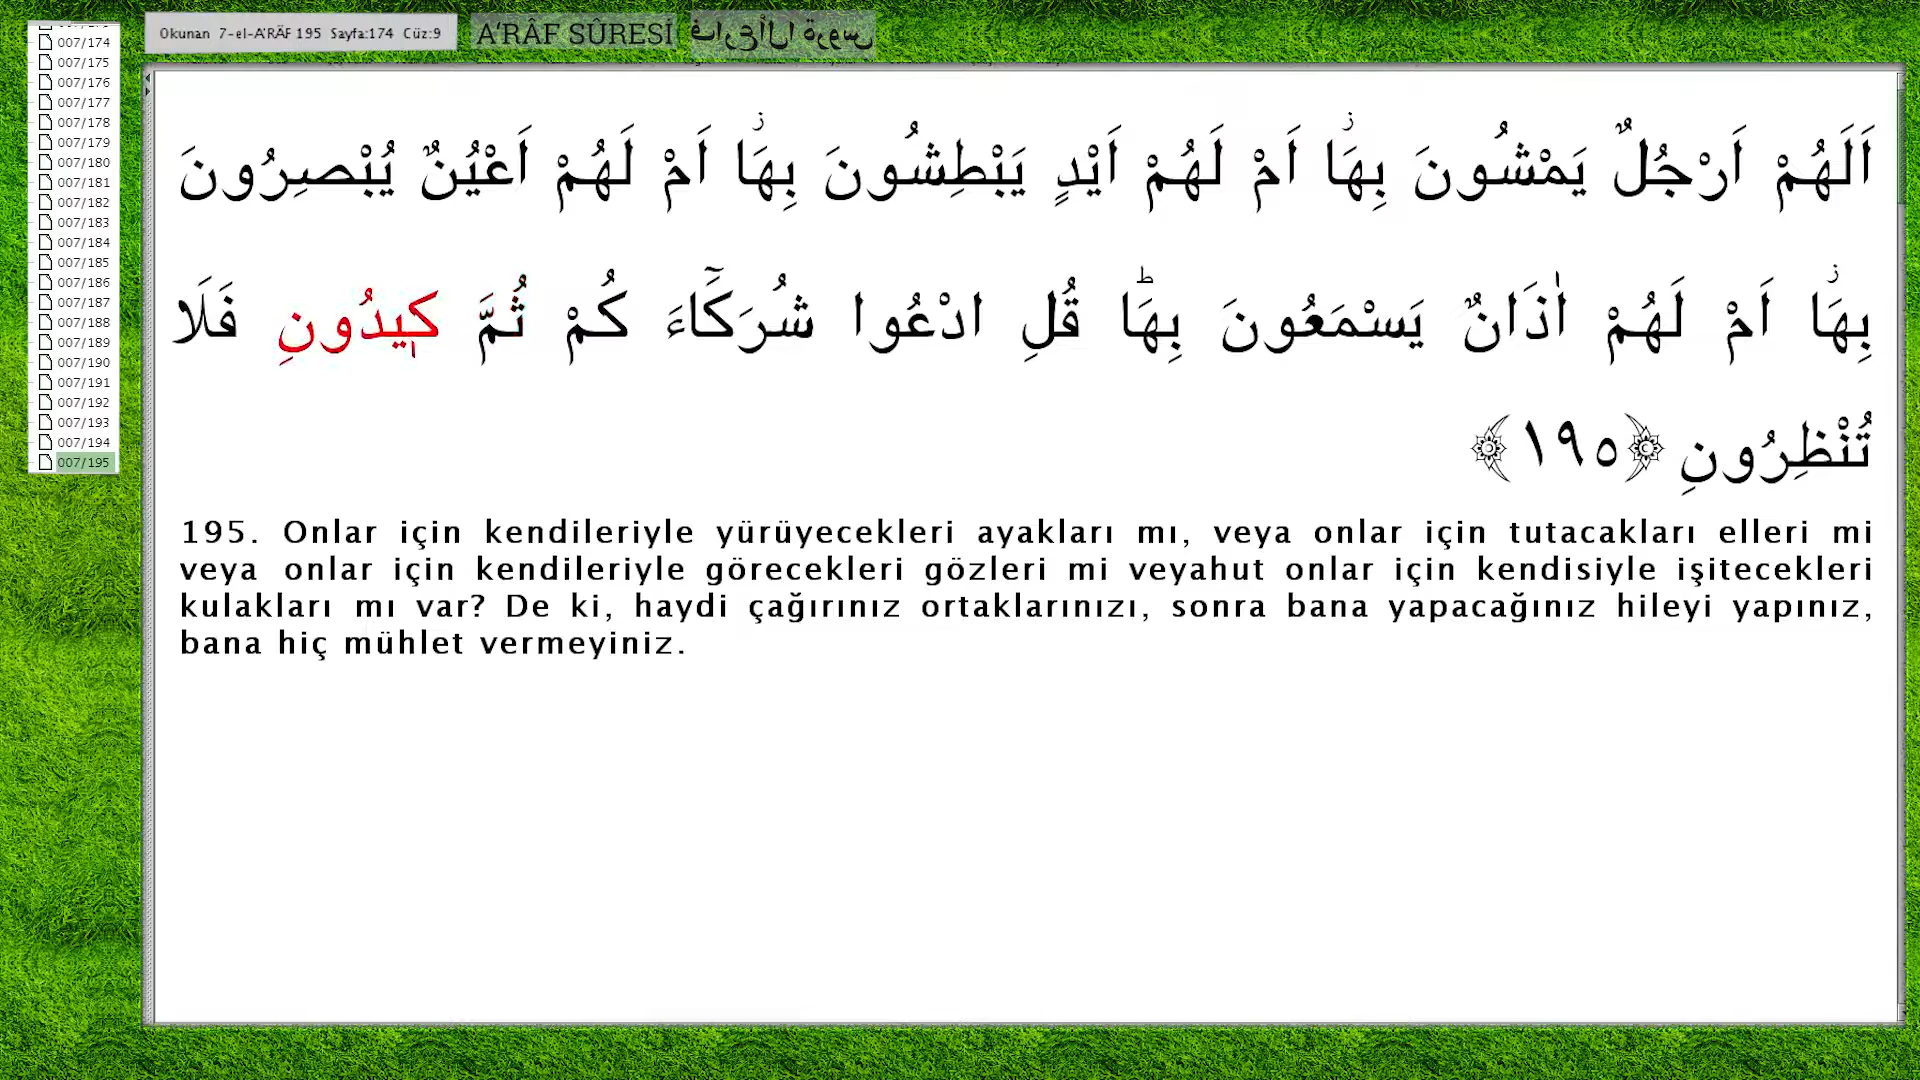 007/174
007/175
007/176
007/177
007/178
007/179
007/180
007/181
007/182
007/183
007/184
007/185
007/186
007/187
007/188
007/189
007/190
007/191
007/192
007/193
007/194
007/195
Okunan 7-el-A'RÂF 195 Sayfa:174 Cüz:9
A'RÂF SÛRESİ
سورة الأعراف
اَلَهُمْ اَرْجُلٌ يَمْشُونَ بِهَاۘ اَمْ لَهُمْ اَيْدٍ يَبْطِشُونَ بِهَاۘ اَمْ لَهُمْ اَعْيُنٌ يُبْصِرُونَ
بِهَاۘ اَمْ لَهُمْ اٰذَانٌ يَسْمَعُونَ بِهَاۜ قُلِ ادْعُوا شُرَكَٓاءَ كُمْ ثُمَّ كٖيدُونِ فَلَا
تُنْظِرُونِ ﴿١٩٥﴾
195. Onlar için kendileriyle yürüyecekleri ayakları mı, veya onlar için tutacakları elleri mi
veya onlar için kendileriyle görecekleri gözleri mi veyahut onlar için kendisiyle işitecekleri
kulakları mı var? De ki, haydi çağırınız ortaklarınızı, sonra bana yapacağınız hileyi yapınız,
bana hiç mühlet vermeyiniz.